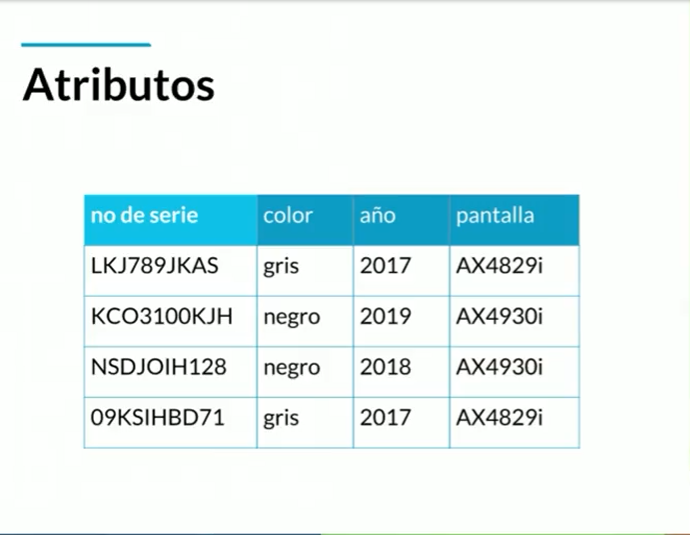 Atributos
no de serie color año pantalla
LKJ789JKAS gris 2017 AX4829i
KCO3100KJH negro 2019 AX4930i
NSDJOIH128 negro 2018 AX4930i
09KSIHBD71 gris 2017 AX4829i